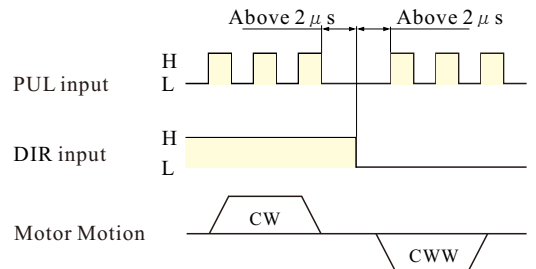 Above 2 μ s Above 2 μ s
H
PUL input L
H
DIR input L
CW
Motor Motion
CWW